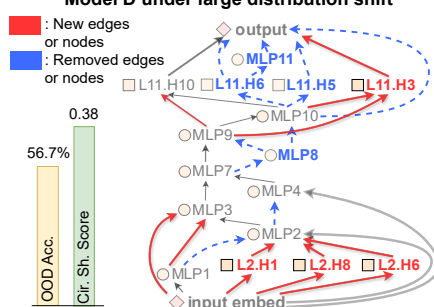 Model D under large distribution shift
: New edges
or nodes
: Removed edges
or nodes
output
MLP11
L11.H10
L11.H6
L11.H5
L11.H3
MLP10
MLP9
MLP8
MLP7
MLP4
MLP3
MLP2
MLP1
L2.H1
L2.H8
L2.H6
input embed
0.38
56.7%
OOD Acc.
Cir. Sh. Score